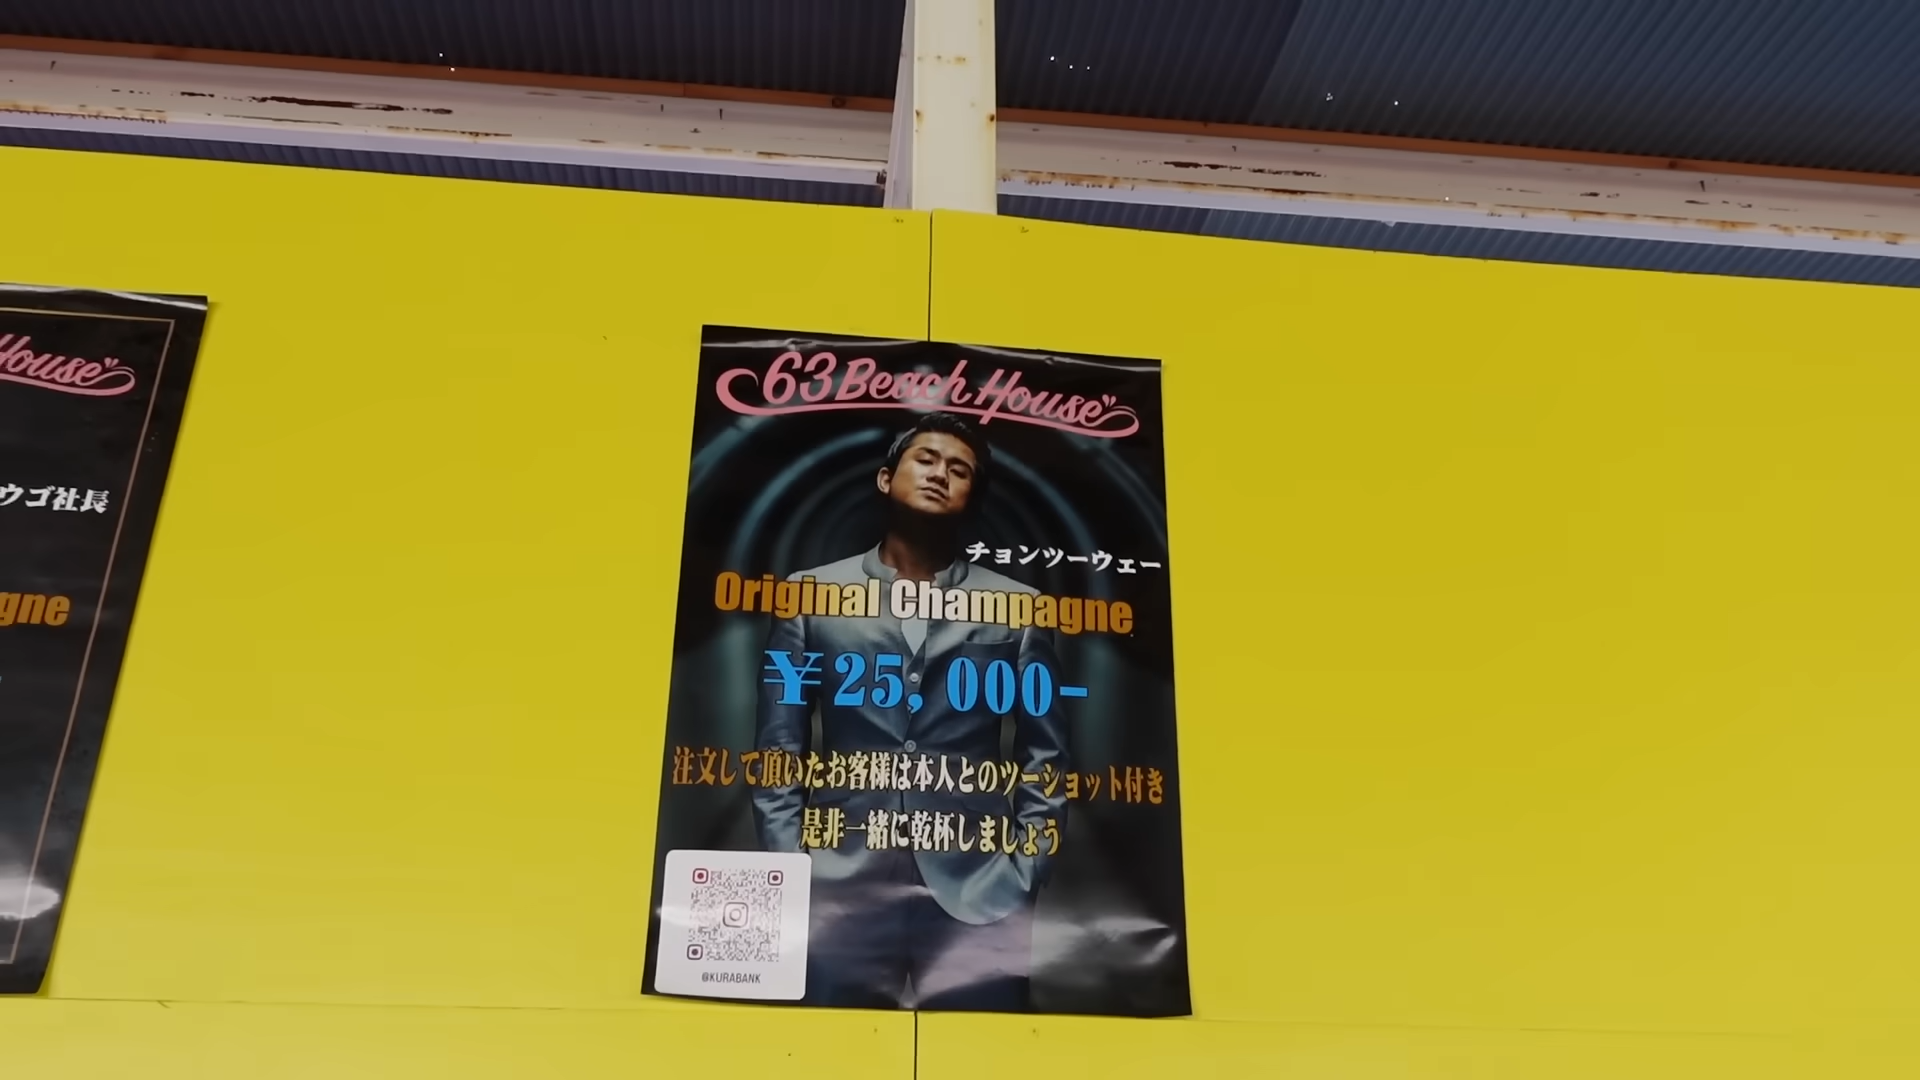 House
ウゴ社長
gne
63 Beach House
チョンツーウェー
Original Champagne
¥25,000-
注文して頂いたお客様は本人とのツーショット付き
是非一緒に乾杯しましょう
@KURABANK